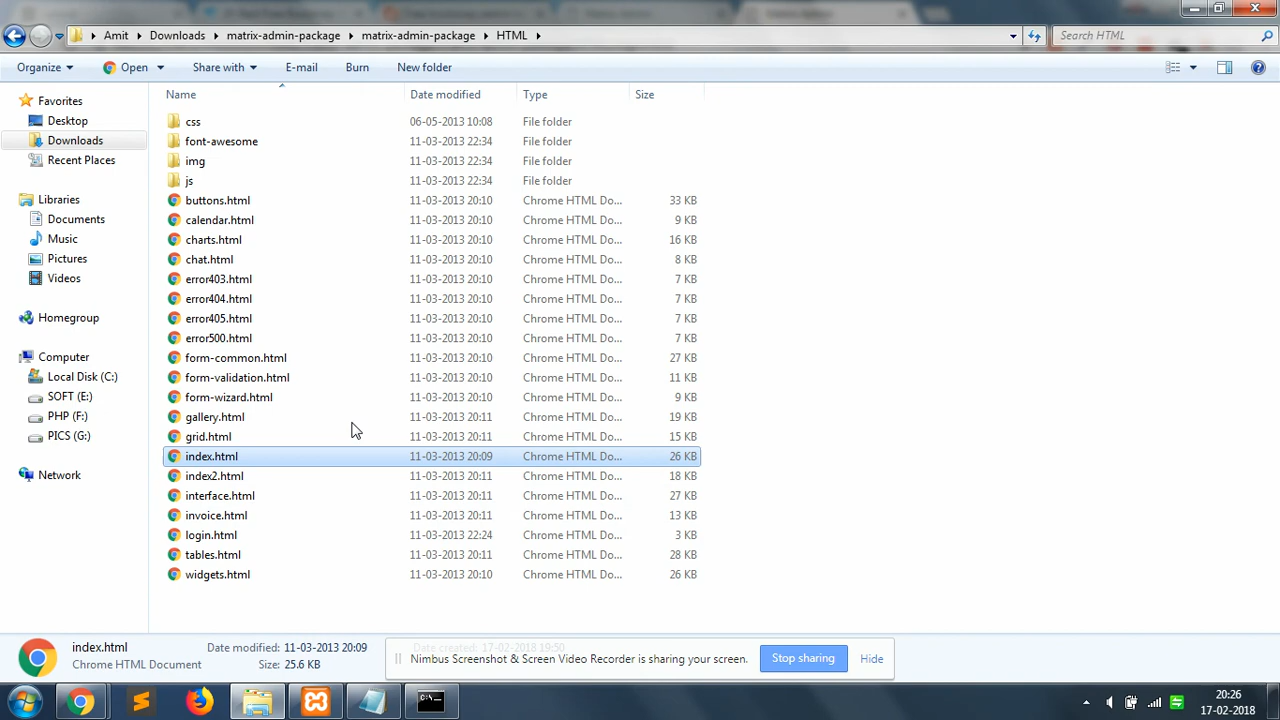 Amit Downloads matrix-admin-package matrix-admin-package HTML Search HTML
Organize Open Share with E-mail Burn New folder
Name Date modified Type Size
Favorites
Desktop
Downloads
Recent Places
Libraries
Documents
Music
Pictures
Videos
Homegroup
Computer
Local Disk (C:)
SOFT (E:)
PHP (F:)
PICS (G:)
Network
css 06-05-2013 10:08 File folder
font-awesome 11-03-2013 22:34 File folder
img 11-03-2013 22:34 File folder
js 11-03-2013 22:34 File folder
buttons.html 11-03-2013 20:10 Chrome HTML Do... 33 KB
calendar.html 11-03-2013 20:10 Chrome HTML Do... 9 KB
charts.html 11-03-2013 20:10 Chrome HTML Do... 16 KB
chat.html 11-03-2013 20:10 Chrome HTML Do... 8 KB
error403.html 11-03-2013 20:10 Chrome HTML Do... 7 KB
error404.html 11-03-2013 20:10 Chrome HTML Do... 7 KB
error405.html 11-03-2013 20:10 Chrome HTML Do... 7 KB
error500.html 11-03-2013 20:10 Chrome HTML Do... 7 KB
form-common.html 11-03-2013 20:10 Chrome HTML Do... 27 KB
form-validation.html 11-03-2013 20:10 Chrome HTML Do... 11 KB
form-wizard.html 11-03-2013 20:10 Chrome HTML Do... 9 KB
gallery.html 11-03-2013 20:11 Chrome HTML Do... 19 KB
grid.html 11-03-2013 20:11 Chrome HTML Do... 15 KB
index.html 11-03-2013 20:09 Chrome HTML Do... 26 KB
index2.html 11-03-2013 20:11 Chrome HTML Do... 18 KB
interface.html 11-03-2013 20:11 Chrome HTML Do... 27 KB
invoice.html 11-03-2013 20:11 Chrome HTML Do... 13 KB
login.html 11-03-2013 22:24 Chrome HTML Do... 3 KB
tables.html 11-03-2013 20:11 Chrome HTML Do... 28 KB
widgets.html 11-03-2013 20:10 Chrome HTML Do... 26 KB
index.html Date modified: 11-03-2013 20:09 Date created: 17-02-2018 19:50
Chrome HTML Document Size: 25.6 KB
Nimbus Screenshot & Screen Video Recorder is sharing your screen. Stop sharing Hide
20:26
17-02-2018